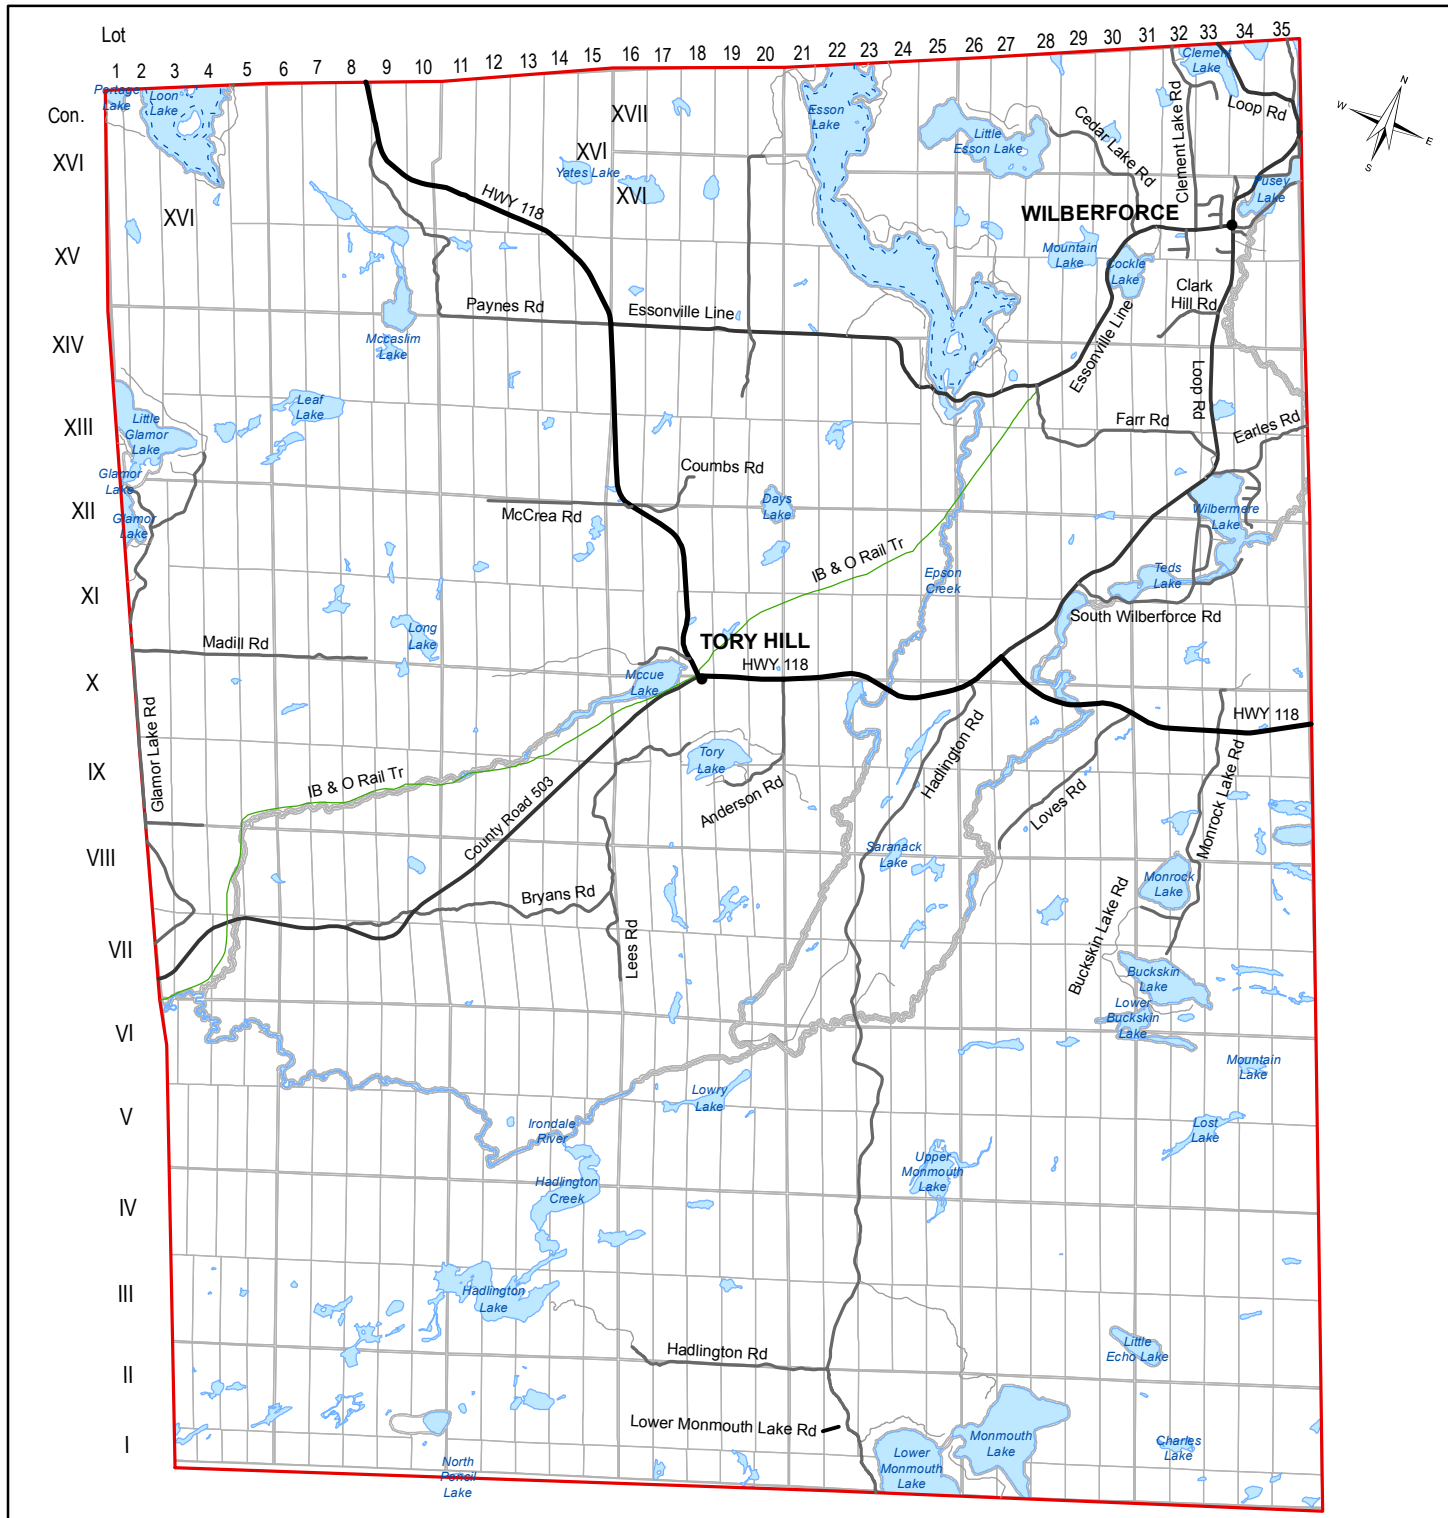 Lot
1 2 3 4 5 6 7 8 9 10 11 12 13 14 15 16 17 18 19 20 21 22 23 24 25 26 27 28 29 30 31 32 33 34 35
Con.
XVI
XV
XIV
XIII
XII
XI
X
IX
VIII
VII
VI
V
IV
III
II
I
XVII
XVI
XVI
XVI
N
W
E
S
Portage
Lake
Loon
Lake
Yates Lake
Esson
Lake
Little
Esson Lake
Clement
Lake
Loop Rd
Cedar Lake Rd
Clement Lake Rd
Pusey
Lake
HWY 118
WILBERFORCE
Mountain
Lake
Cockle
Lake
Clark
Hill Rd
Paynes Rd
Essonville Line
Mccaslim
Lake
Essonville Line
Loop Rd
Leaf
Lake
Little
Glamor
Lake
Farr Rd
Earles Rd
Glamor
Lake
Glamor
Lake
Coumbs Rd
McCrea Rd
Days
Lake
Wilbermere
Lake
IB & O Rail Tr
Epson
Creek
Teds
Lake
South Wilberforce Rd
Long
Lake
Madill Rd
TORY HILL
HWY 118
Mccue
Lake
Glamor Lake Rd
HWY 118
Tory
Lake
Hadlington Rd
IB & O Rail Tr
Anderson Rd
Loves Rd
Monrock Lake Rd
County Road 503
Saranack
Lake
Monrock
Lake
Bryans Rd
Lees Rd
Buckskin Lake Rd
Buckskin
Lake
Lower
Buckskin
Lake
Mountain
Lake
Lowry
Lake
Irondale
River
Lost
Lake
Upper
Monmouth
Lake
Hadlington
Creek
Hadlington
Lake
Hadlington Rd
Little
Echo Lake
Lower Monmouth Lake Rd
Monmouth
Lake
Lower
Monmouth
Lake
Charles
Lake
North
Pencil
Lake